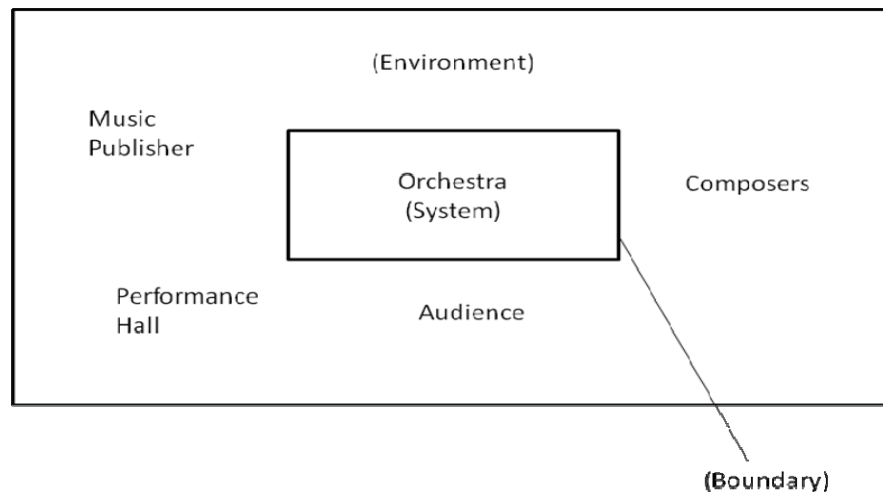 (Environment)
Music
Publisher
Orchestra
(System)
Composers
Performance
Hall
Audience
(Boundary)